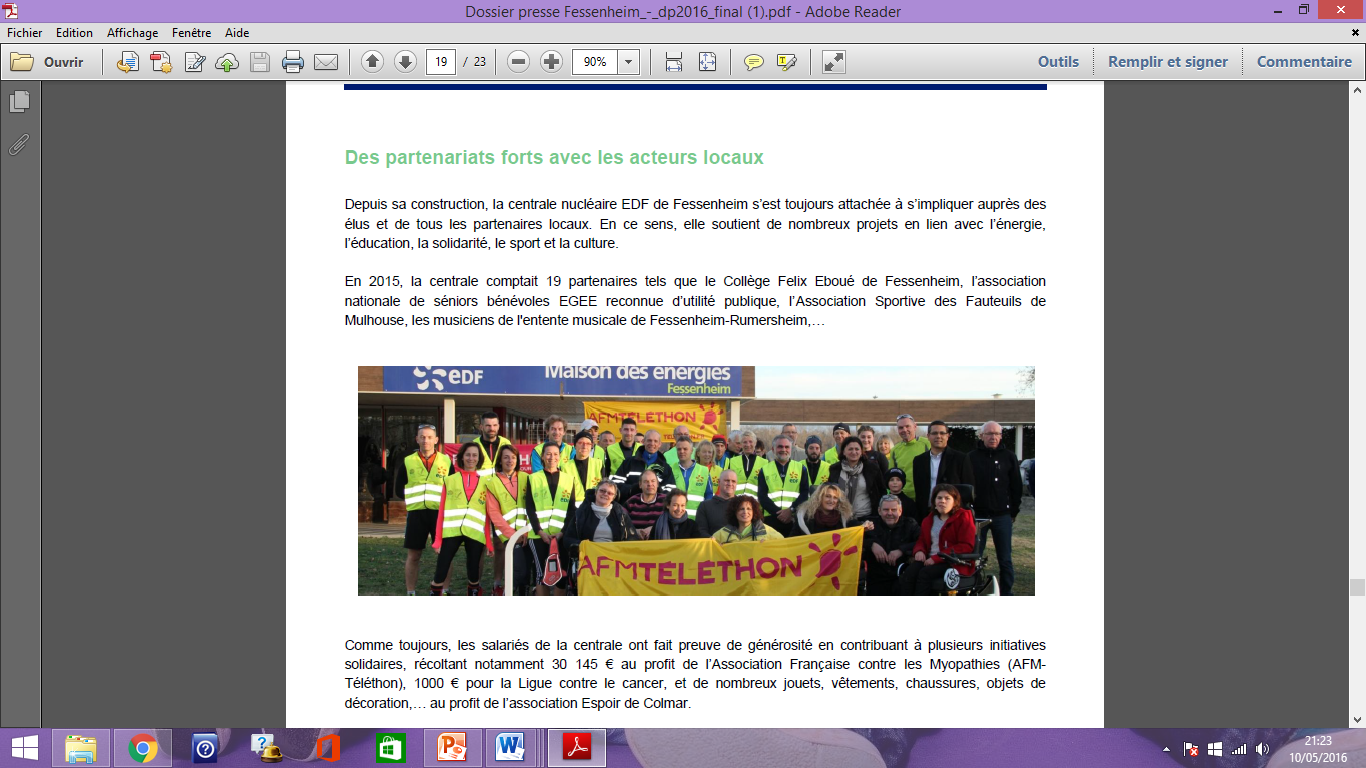 Dossier presse Fessenheim_-_dp2016_final (1).pdf - Adobe Reader
Fichier Edition Affichage Fenêtre Aide
Ouvrir 19 / 23 90% Outils Remplir et signer Commentaire
Des partenariats forts avec les acteurs locaux
Depuis sa construction, la centrale nucléaire EDF de Fessenheim s’est toujours attachée à s’impliquer auprès des
élus et de tous les partenaires locaux. En ce sens, elle soutient de nombreux projets en lien avec l’énergie,
l’éducation, la solidarité, le sport et la culture.
En 2015, la centrale comptait 19 partenaires tels que le Collège Felix Eboué de Fessenheim, l’association
nationale de séniors bénévoles EGEE reconnue d’utilité publique, l’Association Sportive des Fauteuils de
Mulhouse, les musiciens de l'entente musicale de Fessenheim-Rumersheim,…
eDF Maison des énergies
Fessenheim
AFMTÉLÉTHON
AFMTÉLÉTHON
Comme toujours, les salariés de la centrale ont fait preuve de générosité en contribuant à plusieurs initiatives
solidaires, récoltant notamment 30 145 € au profit de l’Association Française contre les Myopathies (AFM-
Téléthon), 1000 € pour la Ligue contre le cancer, et de nombreux jouets, vêtements, chaussures, objets de
décoration,… au profit de l’association Espoir de Colmar.
21:23
10/05/2016